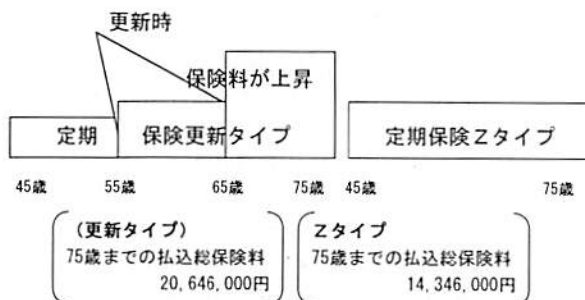 更新時
保険料が上昇
定期 保険更新タイプ 定期保険Zタイプ
45歳 55歳 65歳 75歳 45歳 75歳
(更新タイプ)
75歳までの払込総保険料
20,646,000円
Zタイプ
75歳までの払込総保険料
14,346,000円